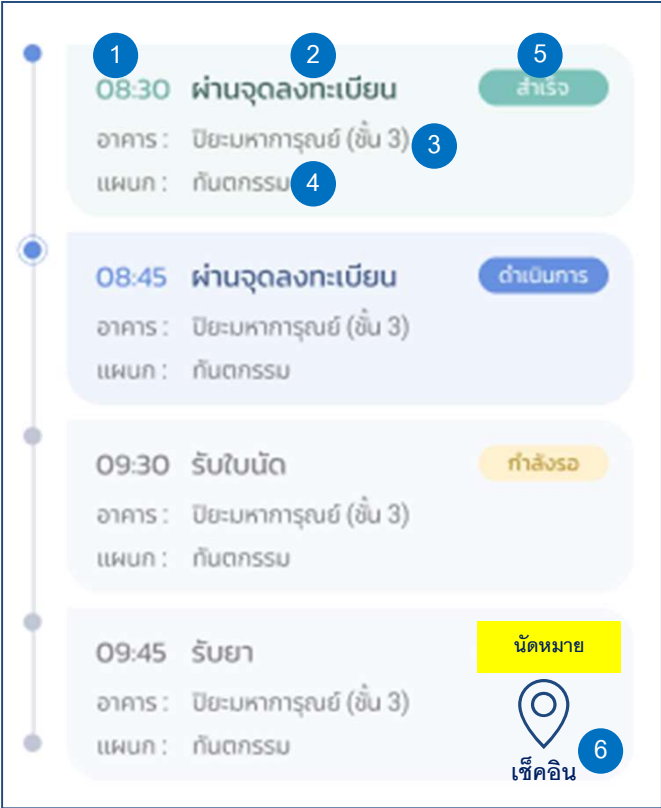 1 2 5
08:30 ผ่านจุดลงทะเบียน สำเร็จ
อาคาร : ปิยะมหาการุณย์ (ชั้น 3) 3
แผนก : ทันตกรรม 4
08:45 ผ่านจุดลงทะเบียน ดำเนินการ
อาคาร : ปิยะมหาการุณย์ (ชั้น 3)
แผนก : ทันตกรรม
09:30 รับใบนัด กำลังรอ
อาคาร : ปิยะมหาการุณย์ (ชั้น 3)
แผนก : ทันตกรรม
09:45 รับยา นัดหมาย
อาคาร : ปิยะมหาการุณย์ (ชั้น 3)
แผนก : ทันตกรรม 6
เช็คอิน